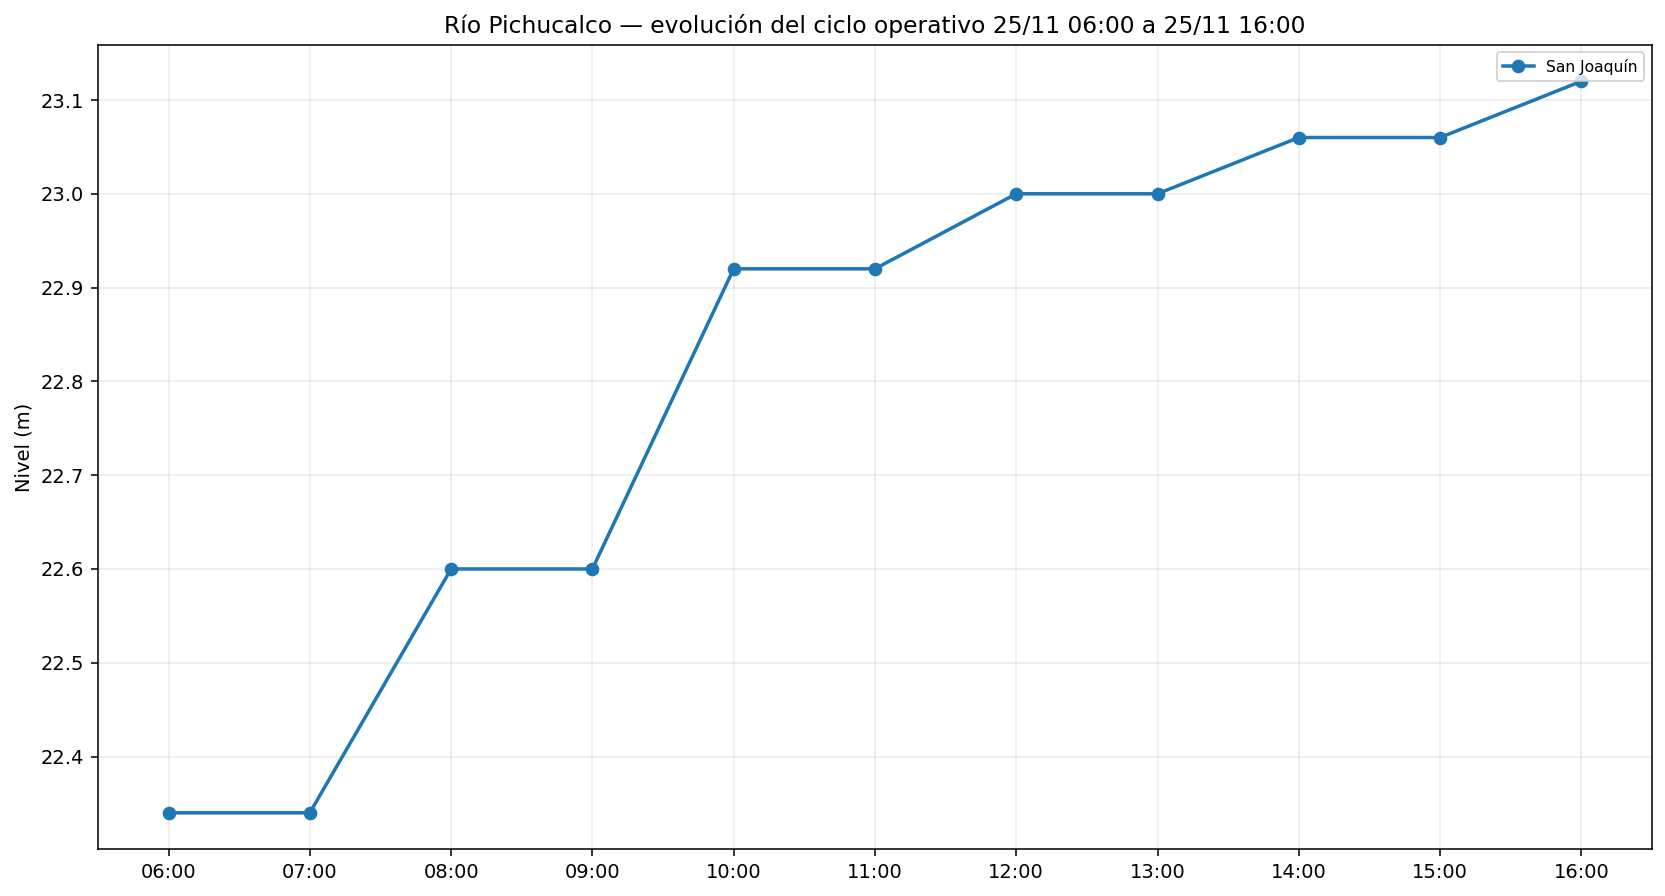 Río Pichucalco — evolución del ciclo operativo 25/11 06:00 a 25/11 16:00
San Joaquín
Nivel (m)
23.1
23.0
22.9
22.8
22.7
22.6
22.5
22.4
06:00 07:00 08:00 09:00 10:00 11:00 12:00 13:00 14:00 15:00 16:00